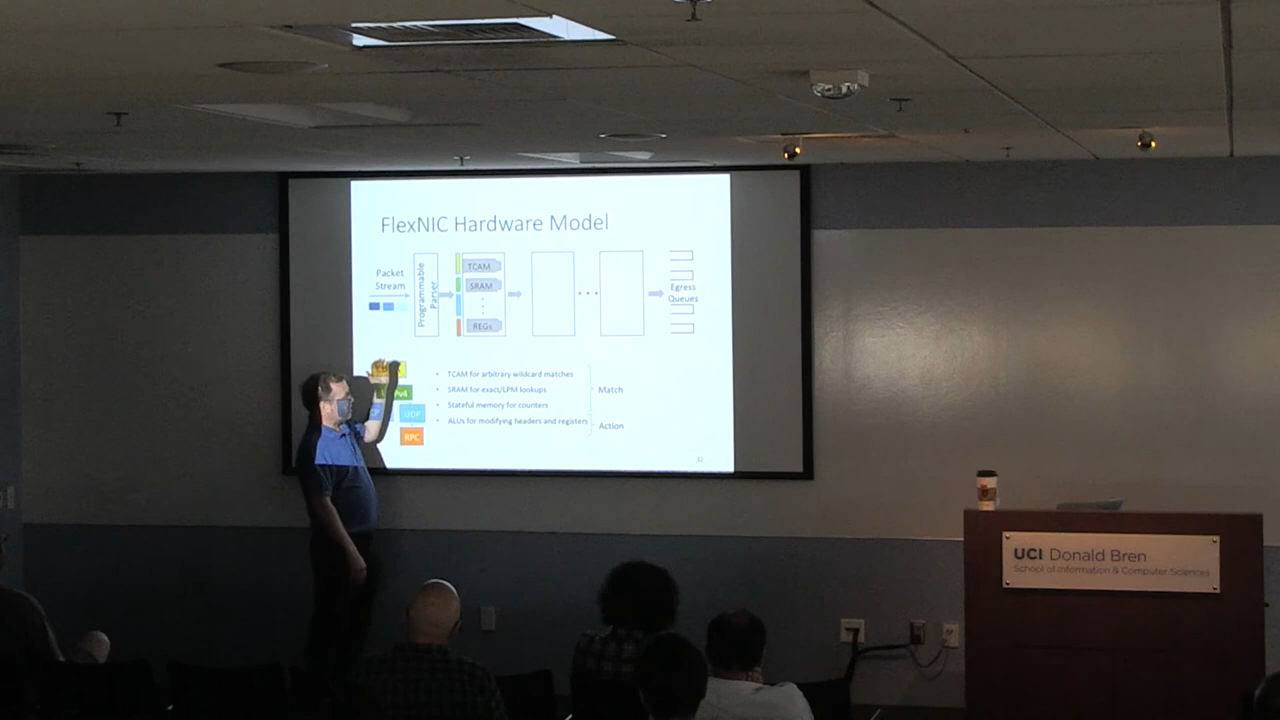 FlexNIC Hardware Model
Packet
Stream
Programmable
Parser
TCAM
SRAM
REGs
Egress
Queues
IPv4
UDP
RPC
• TCAM for arbitrary wildcard matches
• SRAM for exact/LPM lookups
• Stateful memory for counters
• ALUs for modifying headers and registers
Match
Action
UCI Donald Bren
School of Information & Computer Sciences